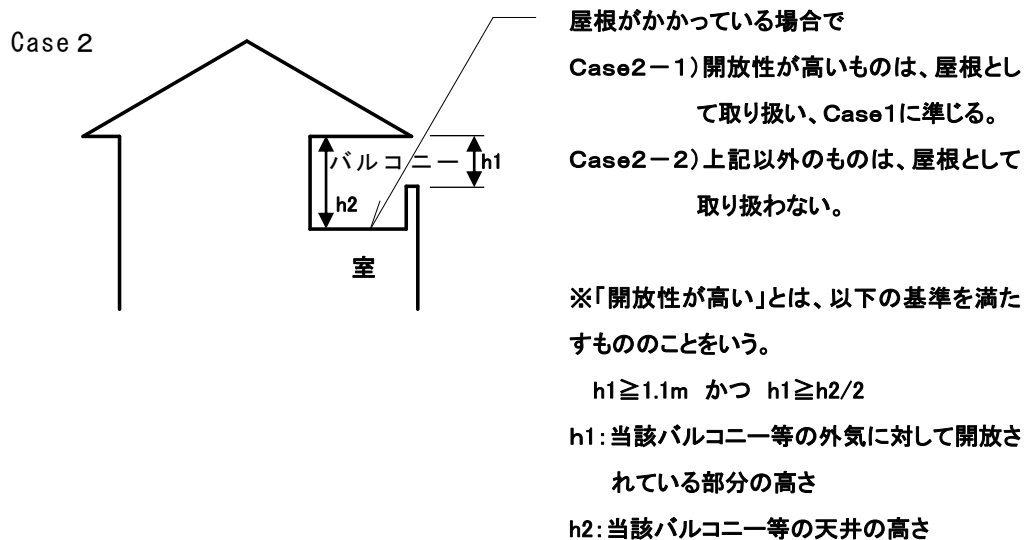 Case 2
バルコニー
h1
h2
室
屋根がかかっている場合で
Case2－1)開放性が高いものは、屋根とし
て取り扱い、Case1に準じる。
Case2－2)上記以外のものは、屋根として
取り扱わない。
※「開放性が高い」とは、以下の基準を満た
すもののことをいう。
h1≧1.1m かつ h1≧h2/2
h1：当該バルコニー等の外気に対して開放さ
れている部分の高さ
h2：当該バルコニー等の天井の高さ